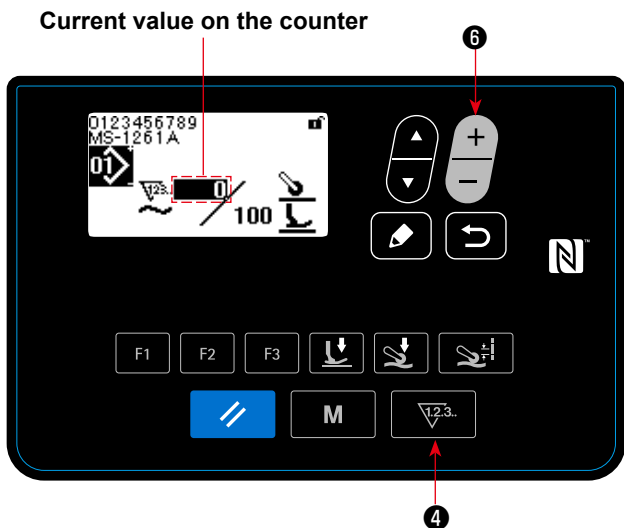 Current value on the counter
❻
0123456789
MS-1261A
01
123..
0
100
+
−
F1
F2
F3
M
1.2.3..
❹